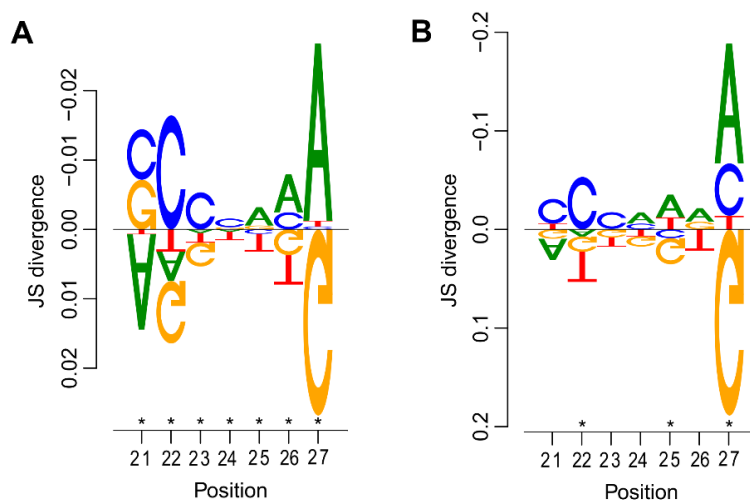 A
JS divergence
−0.02
−0.01
0.00
0.01
0.02
C
G
T
A
C
T
A
G
C
A
T
G
C
T
A
G
C
T
A
C
G
T
A
T
C
G
* * * * * * *
21 22 23 24 25 26 27
Position
B
JS divergence
−0.2
−0.1
0.0
0.1
0.2
C
T
G
A
C
A
G
T
C
G
T
A
C
T
G
A
T
C
G
A
G
T
A
C
T
G
* * *
21 22 23 24 25 26 27
Position